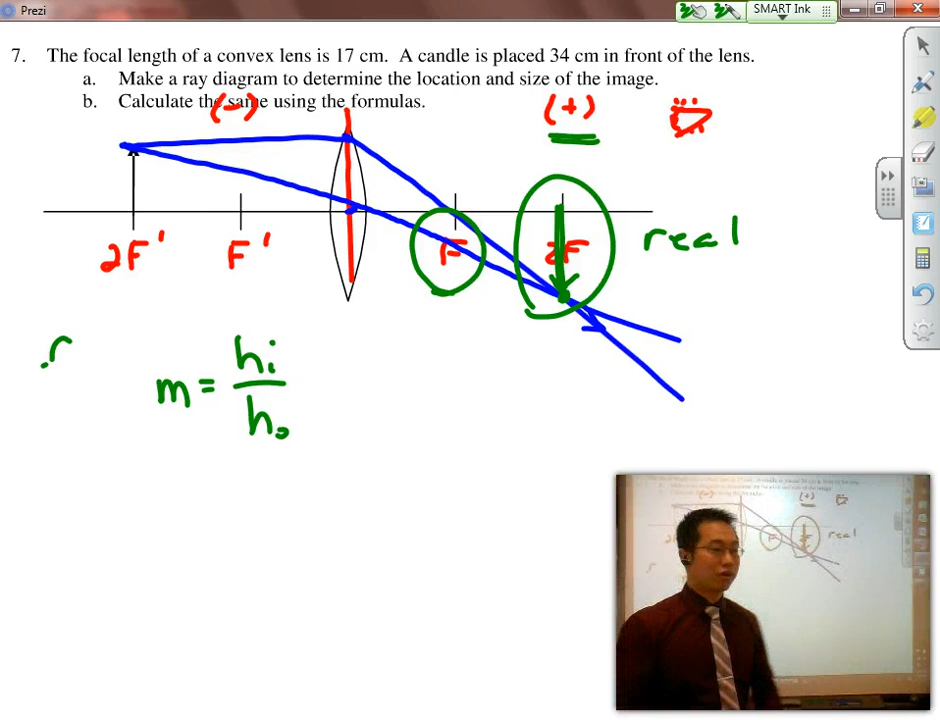 Prezi
SMART Ink
7. The focal length of a convex lens is 17 cm. A candle is placed 34 cm in front of the lens.
a. Make a ray diagram to determine the location and size of the image.
b. Calculate the same using the formulas.
(-) (+)
2F' F' F 2F real
m = hi/ho
(-) (+)
real